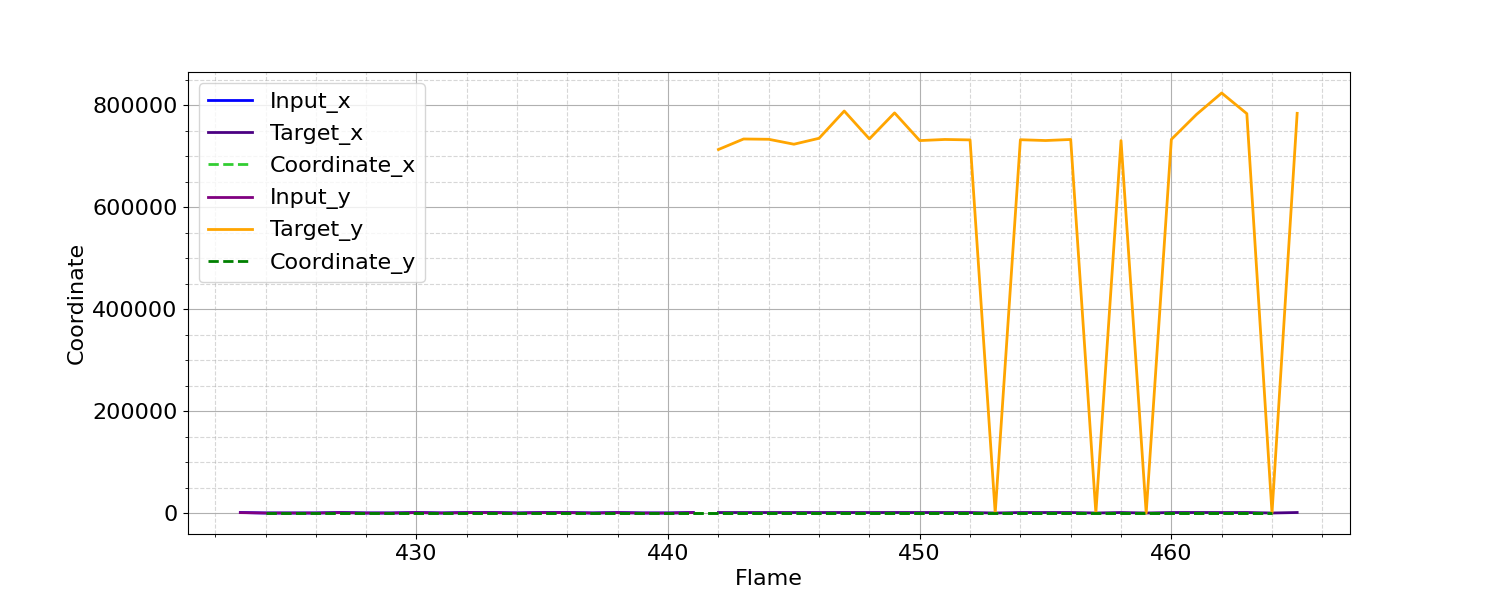 800000
600000
400000
200000
0
Coordinate
Input_x
Target_x
Coordinate_x
Input_y
Target_y
Coordinate_y
430 440 450 460
Flame